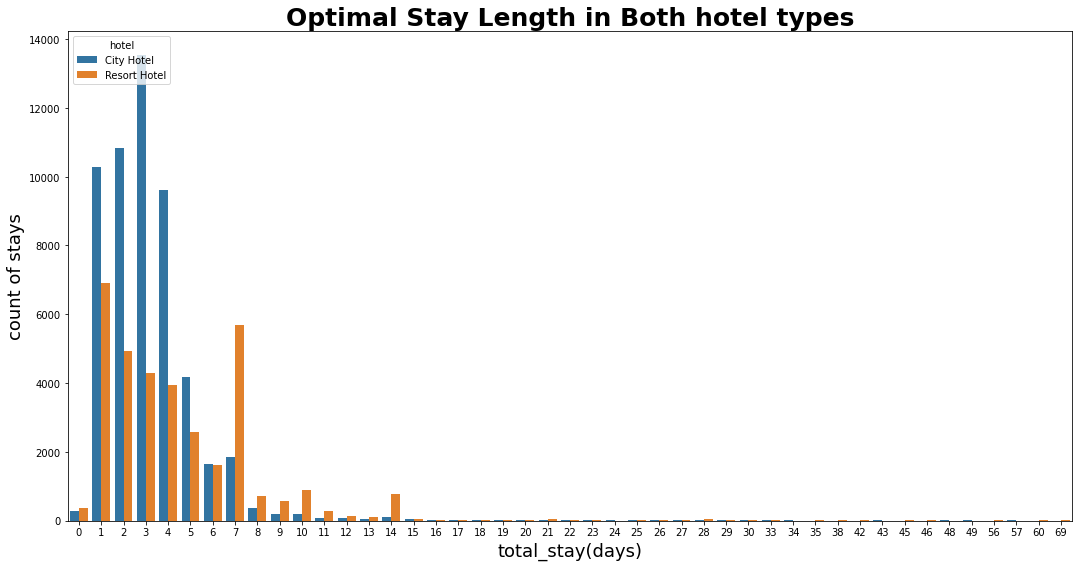 Optimal Stay Length in Both hotel types
hotel
City Hotel
Resort Hotel
count of stays
14000
12000
10000
8000
6000
4000
2000
0
0 1 2 3 4 5 6 7 8 9 10 11 12 13 14 15 16 17 18 19 20 21 22 23 24 25 26 27 28 29 30 33 34 35 38 42 43 45 46 48 49 56 57 60 69
total_stay(days)